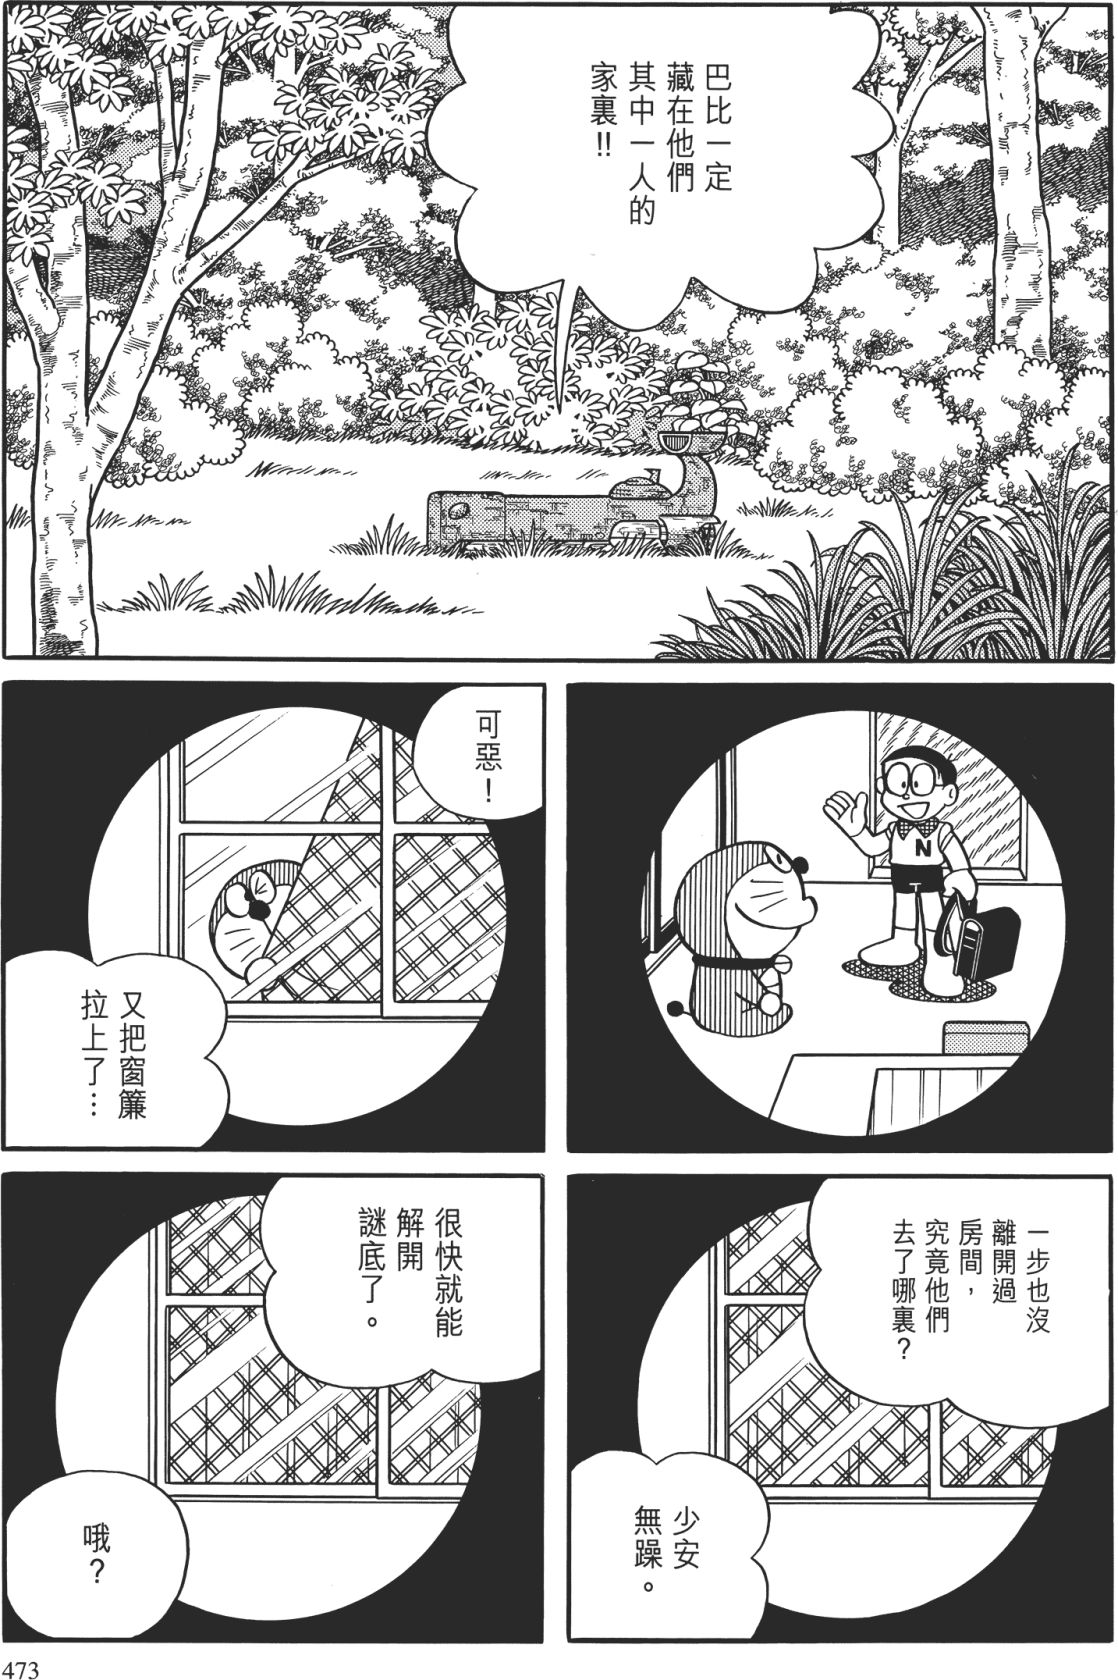 巴比一定
藏在他們
其中一人的
家裏!!
N
可惡！
又把窗簾
拉上了…
一步也沒
離開過
房間，
究竟他們
去了哪裏？
少安
無躁。
很快就能
解開
謎底了。
哦？
473